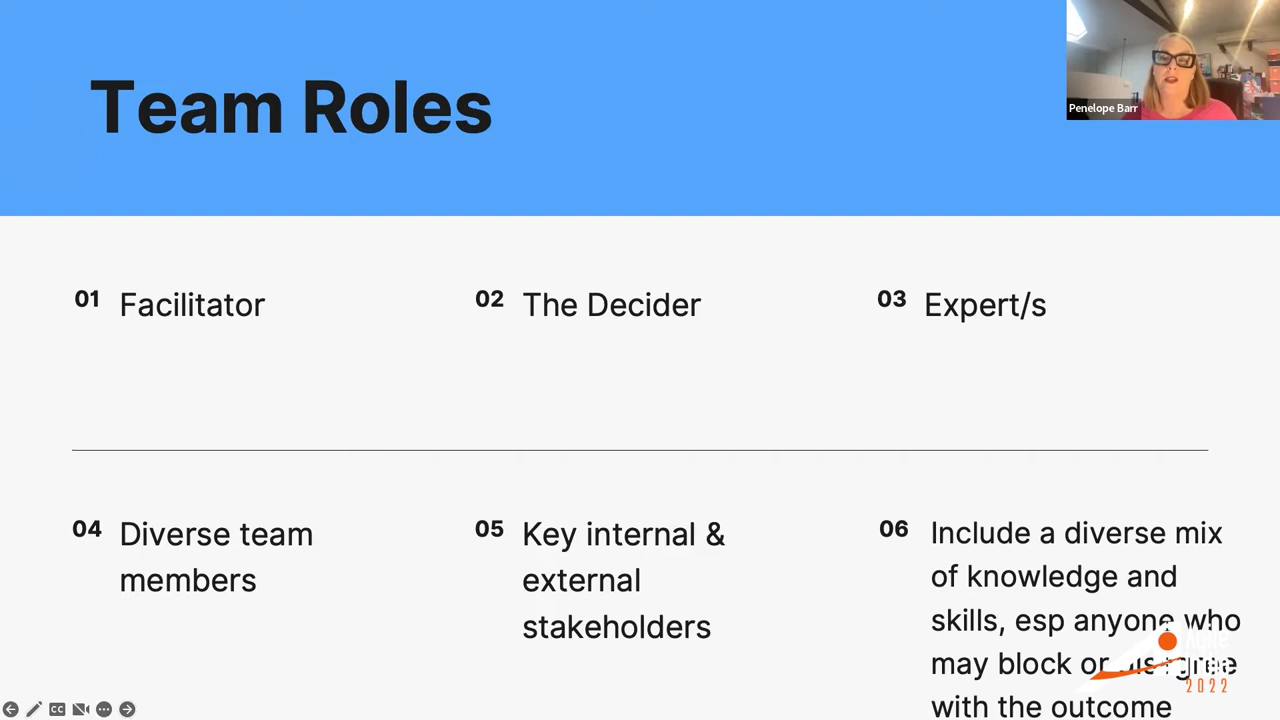 Team Roles
Penelope Barr
01 Facilitator
02 The Decider
03 Expert/s
04 Diverse team
members
05 Key internal &
external
stakeholders
06 Include a diverse mix
of knowledge and
skills, esp anyone who
may block or disagree
with the outcome
CC
2022